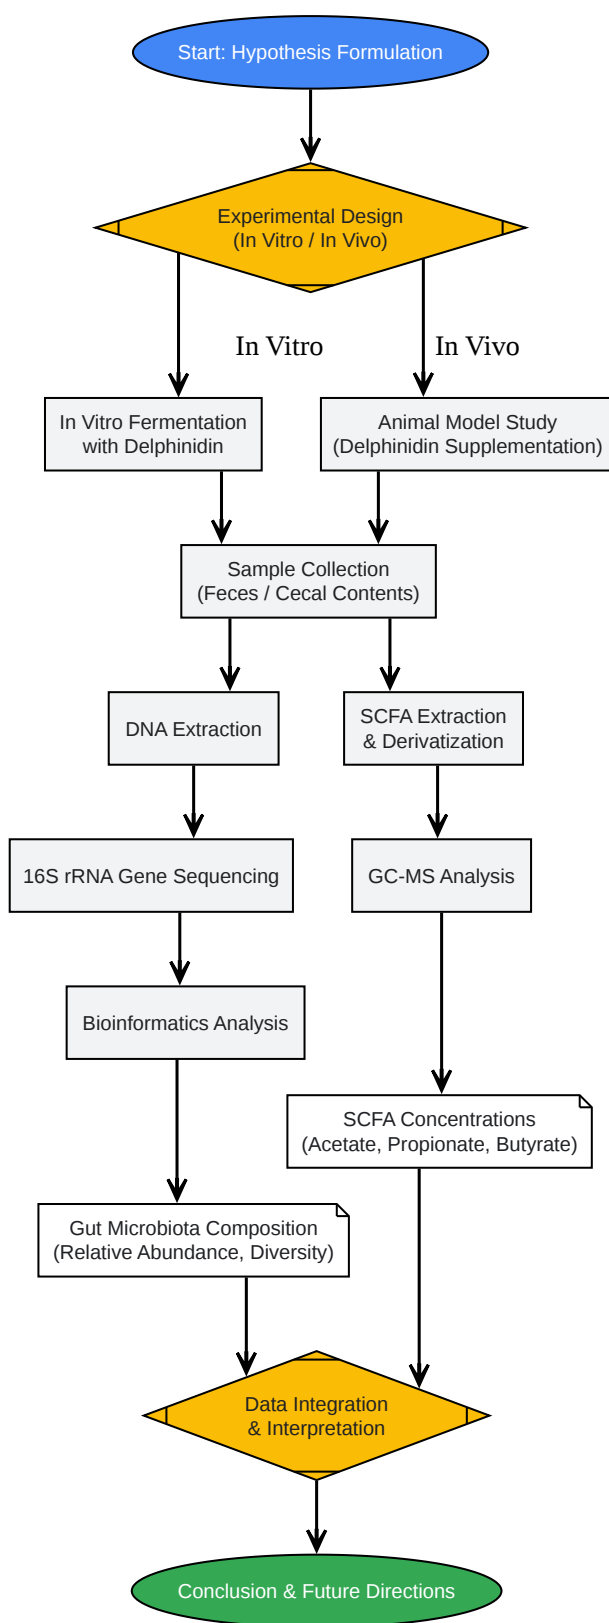 Start: Hypothesis Formulation
Experimental Design
(In Vitro / In Vivo)
In Vitro
In Vivo
In Vitro Fermentation
with Delphinidin
Animal Model Study
(Delphinidin Supplementation)
Sample Collection
(Feces / Cecal Contents)
DNA Extraction
SCFA Extraction
& Derivatization
16S rRNA Gene Sequencing
GC-MS Analysis
Bioinformatics Analysis
SCFA Concentrations
(Acetate, Propionate, Butyrate)
Gut Microbiota Composition
(Relative Abundance, Diversity)
Data Integration
& Interpretation
Conclusion & Future Directions